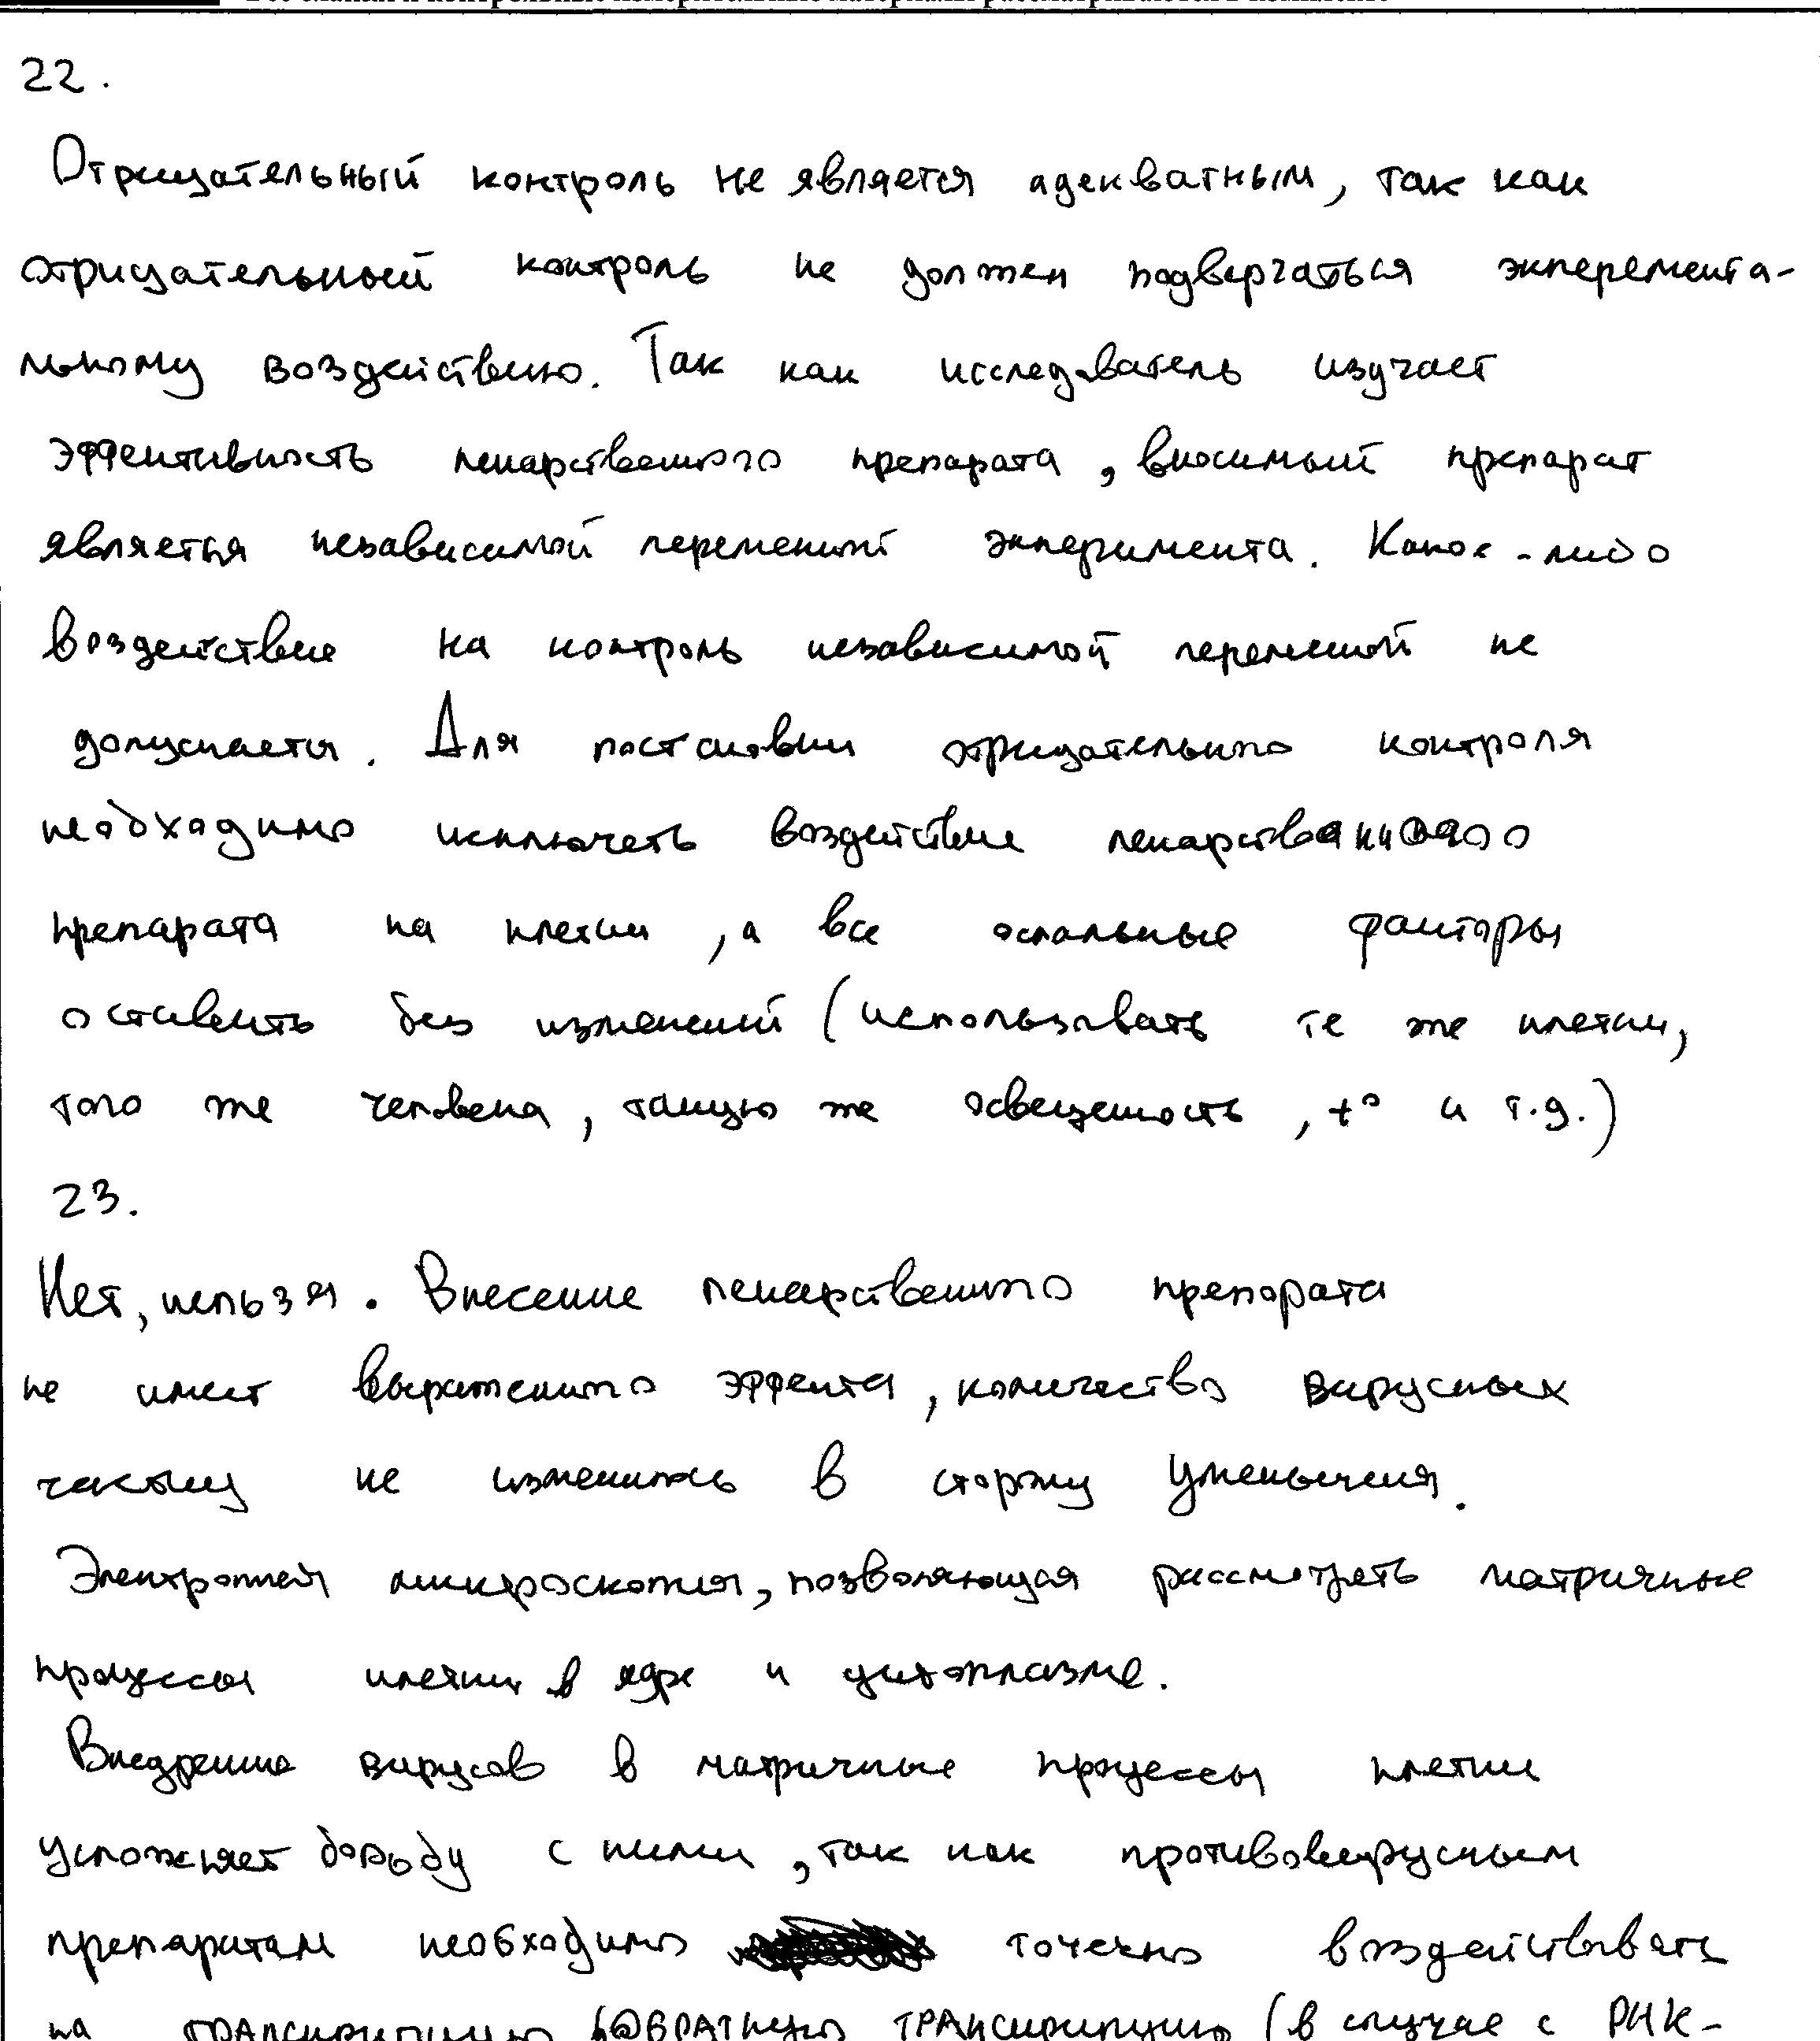 22.
Отрицательный контроль не является адекватным, так как
отрицательный контроль не должен подвергаться экперемента-
льному воздействию. Так как исследователь изучает
эффективность лекарственного препарата, вносимый препарат
является независимой переменной эксперимента. Какое-либо
воздействие на контроль независимой переменной не
допускается. Для постановки отрицательного контроля
необходимо исключить воздействие лекарственного
препарата на клетки, а все остальные факторы
оставить без изменений (использовать те же клетки,
того же человека, такую же освещеность, t° и т.д.)
23.
Нет, нельзя. Внесение лекарственного препарата
не имеет выраженного эффекта, количество вирусных
частиц не изменилось в сторону уменьшения.
микроскопия, позволяющая рассмотреть матричные
процессы клетки в ядре и цитоплазме.
Внедрение вирусов в матричные процессы клетки
усложняет борьбу с ними, так как противовирусным
препаратам необходимо точечно воздействовать
на транскрипцию транскрипцию (в случае с РНК-